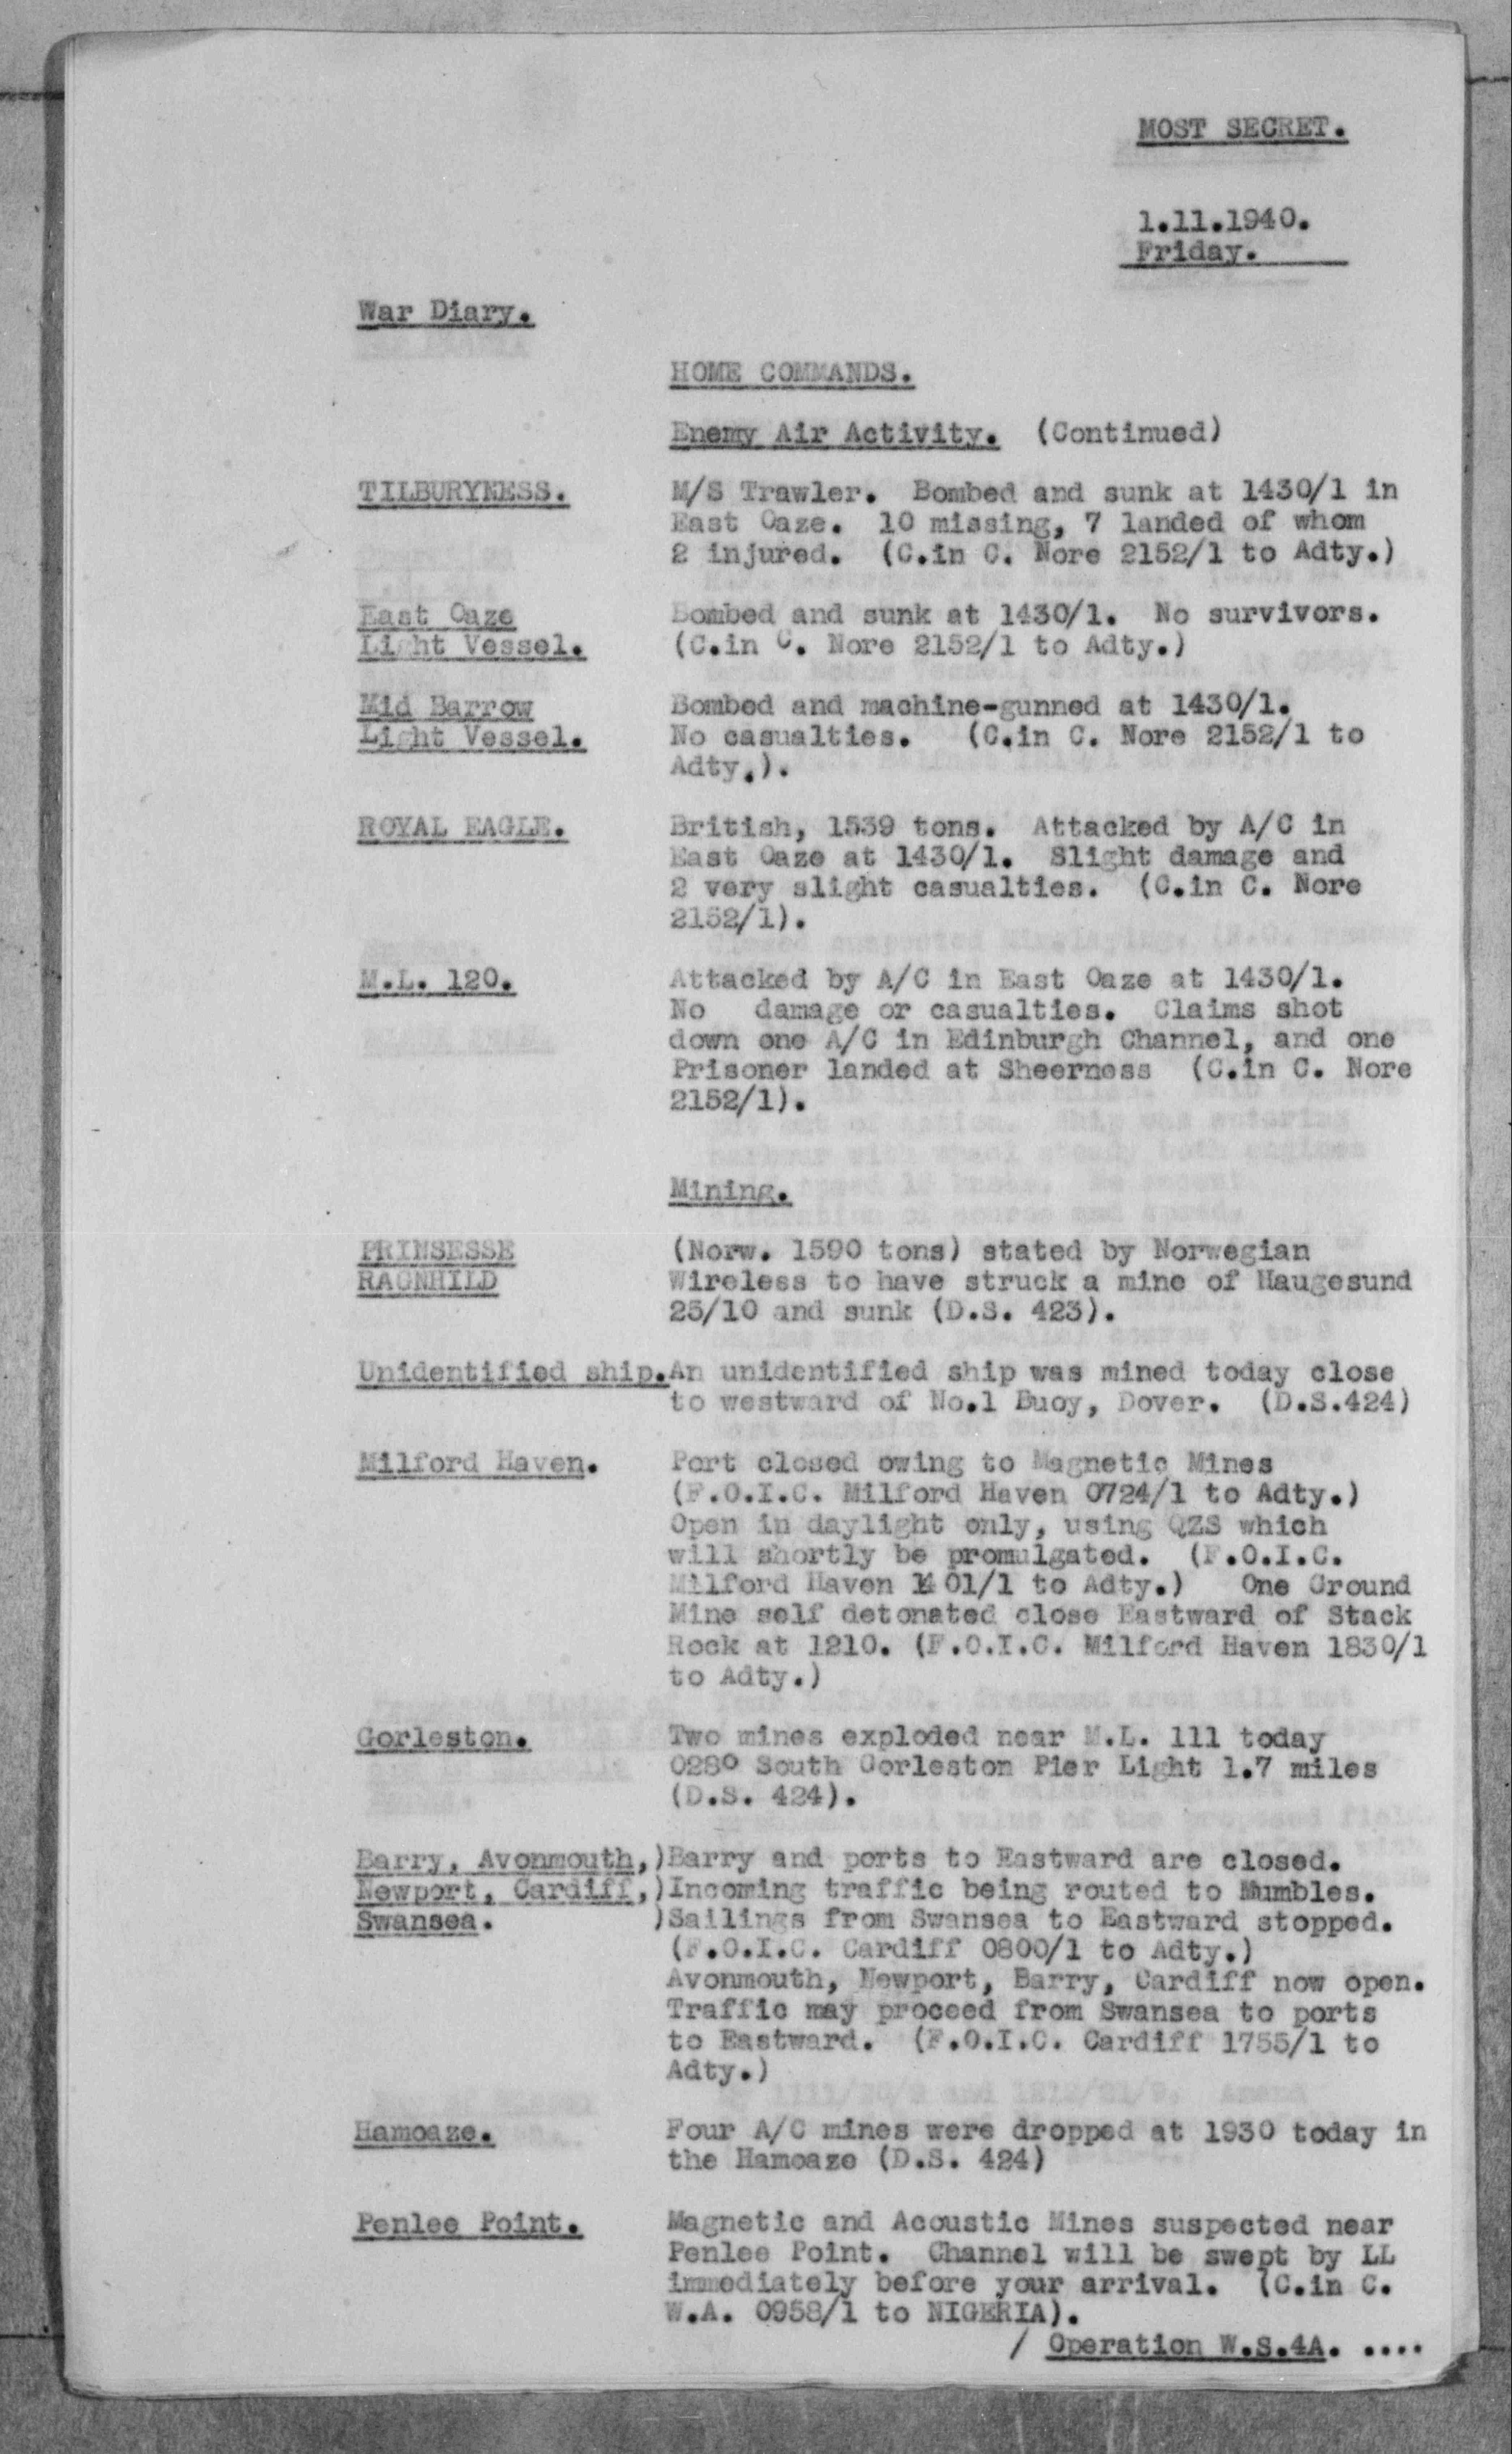 MOST SECRET.
1.11.1940.
Friday.
War Diary.
HOME COMMANDS.
Enemy Air Activity. (Continued)
TILBURYNESS. M/S Trawler. Bombed and sunk at 1430/1 in
East Oaze. 10 missing, 7 landed of whom
2 injured. (C.in C. Nore 2152/1 to Adty.)
East Oaze Bombed and sunk at 1430/1. No survivors.
Light Vessel. (C.in C. Nore 2152/1 to Adty.)
Mid Barrow Bombed and machine-gunned at 1430/1.
Light Vessel. No casualties. (C.in C. Nore 2152/1 to
Adty.).
ROYAL EAGLE. British, 1539 tons. Attacked by A/C in
East Oaze at 1430/1. Slight damage and
2 very slight casualties. (C.in C. Nore
2152/1).
M.L. 120. Attacked by A/C in East Oaze at 1430/1.
No damage or casualties. Claims shot
down one A/C in Edinburgh Channel, and one
Prisoner landed at Sheerness (C.in C. Nore
2152/1).
Mining.
PRINSESSE (Norw. 1590 tons) stated by Norwegian
RAGNHILD Wireless to have struck a mine of Haugesund
25/10 and sunk (D.S. 423).
Unidentified ship. An unidentified ship was mined today close
to westward of No.1 Buoy, Dover. (D.S.424)
Milford Haven. Port closed owing to Magnetic Mines
(F.O.I.C. Milford Haven 0724/1 to Adty.)
Open in daylight only, using QZS which
will shortly be promulgated. (F.O.I.C.
Milford Haven 1401/1 to Adty.) One Ground
Mine self detonated close Eastward of Stack
Rock at 1210. (F.O.I.C. Milford Haven 1830/1
to Adty.)
Gorleston. Two mines exploded near M.L. 111 today
028° South Gorleston Pier Light 1.7 miles
(D.S. 424).
Barry, Avonmouth,)Barry and ports to Eastward are closed.
Newport, Cardiff,)Incoming traffic being routed to Mumbles.
Swansea. )Sailings from Swansea to Eastward stopped.
(F.O.I.C. Cardiff 0800/1 to Adty.)
Avonmouth, Newport, Barry, Cardiff now open.
Traffic may proceed from Swansea to ports
to Eastward. (F.O.I.C. Cardiff 1755/1 to
Adty.)
Hamoaze. Four A/C mines were dropped at 1930 today in
the Hamoaze (D.S. 424)
Penlee Point. Magnetic and Acoustic Mines suspected near
Penlee Point. Channel will be swept by LL
immediately before your arrival. (C.in C.
W.A. 0958/1 to NIGERIA).
/ Operation W.S.4A. ....